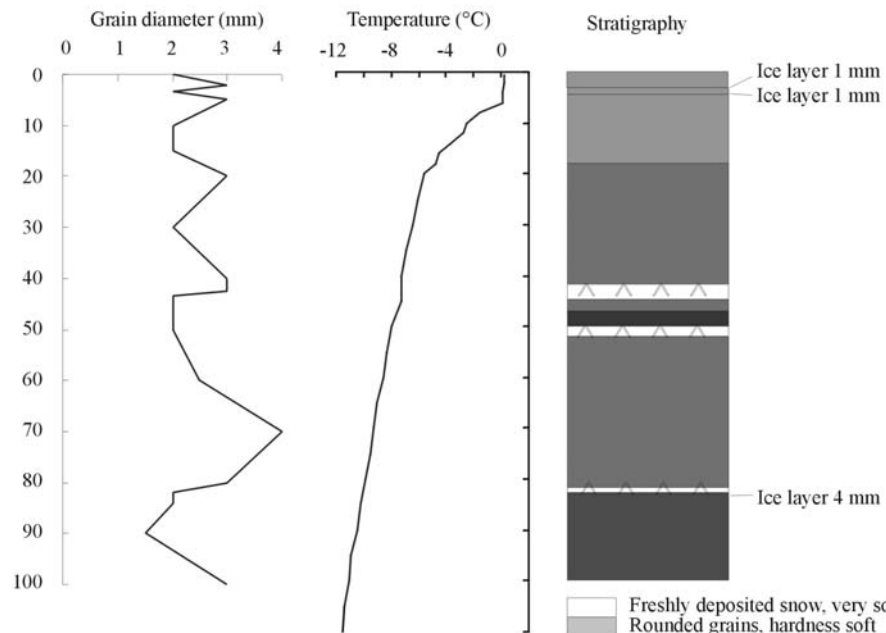 Grain diameter (mm)
0 1 2 3 4
Temperature (°C)
-12 -8 -4 0
Stratigraphy
0
10
20
30
40
50
60
70
80
90
100
Ice layer 1 mm
Ice layer 1 mm
Ice layer 4 mm
Freshly deposited snow, very
Rounded grains, hardness soft